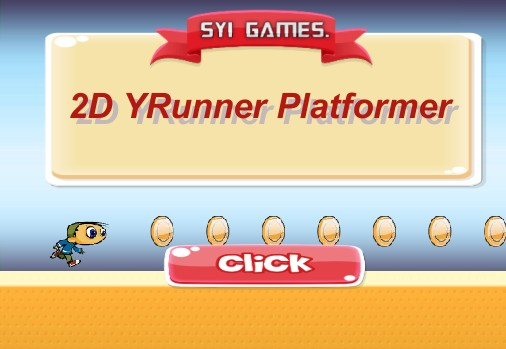 SYI GAMES.
2D YRunner Platformer
CliCK